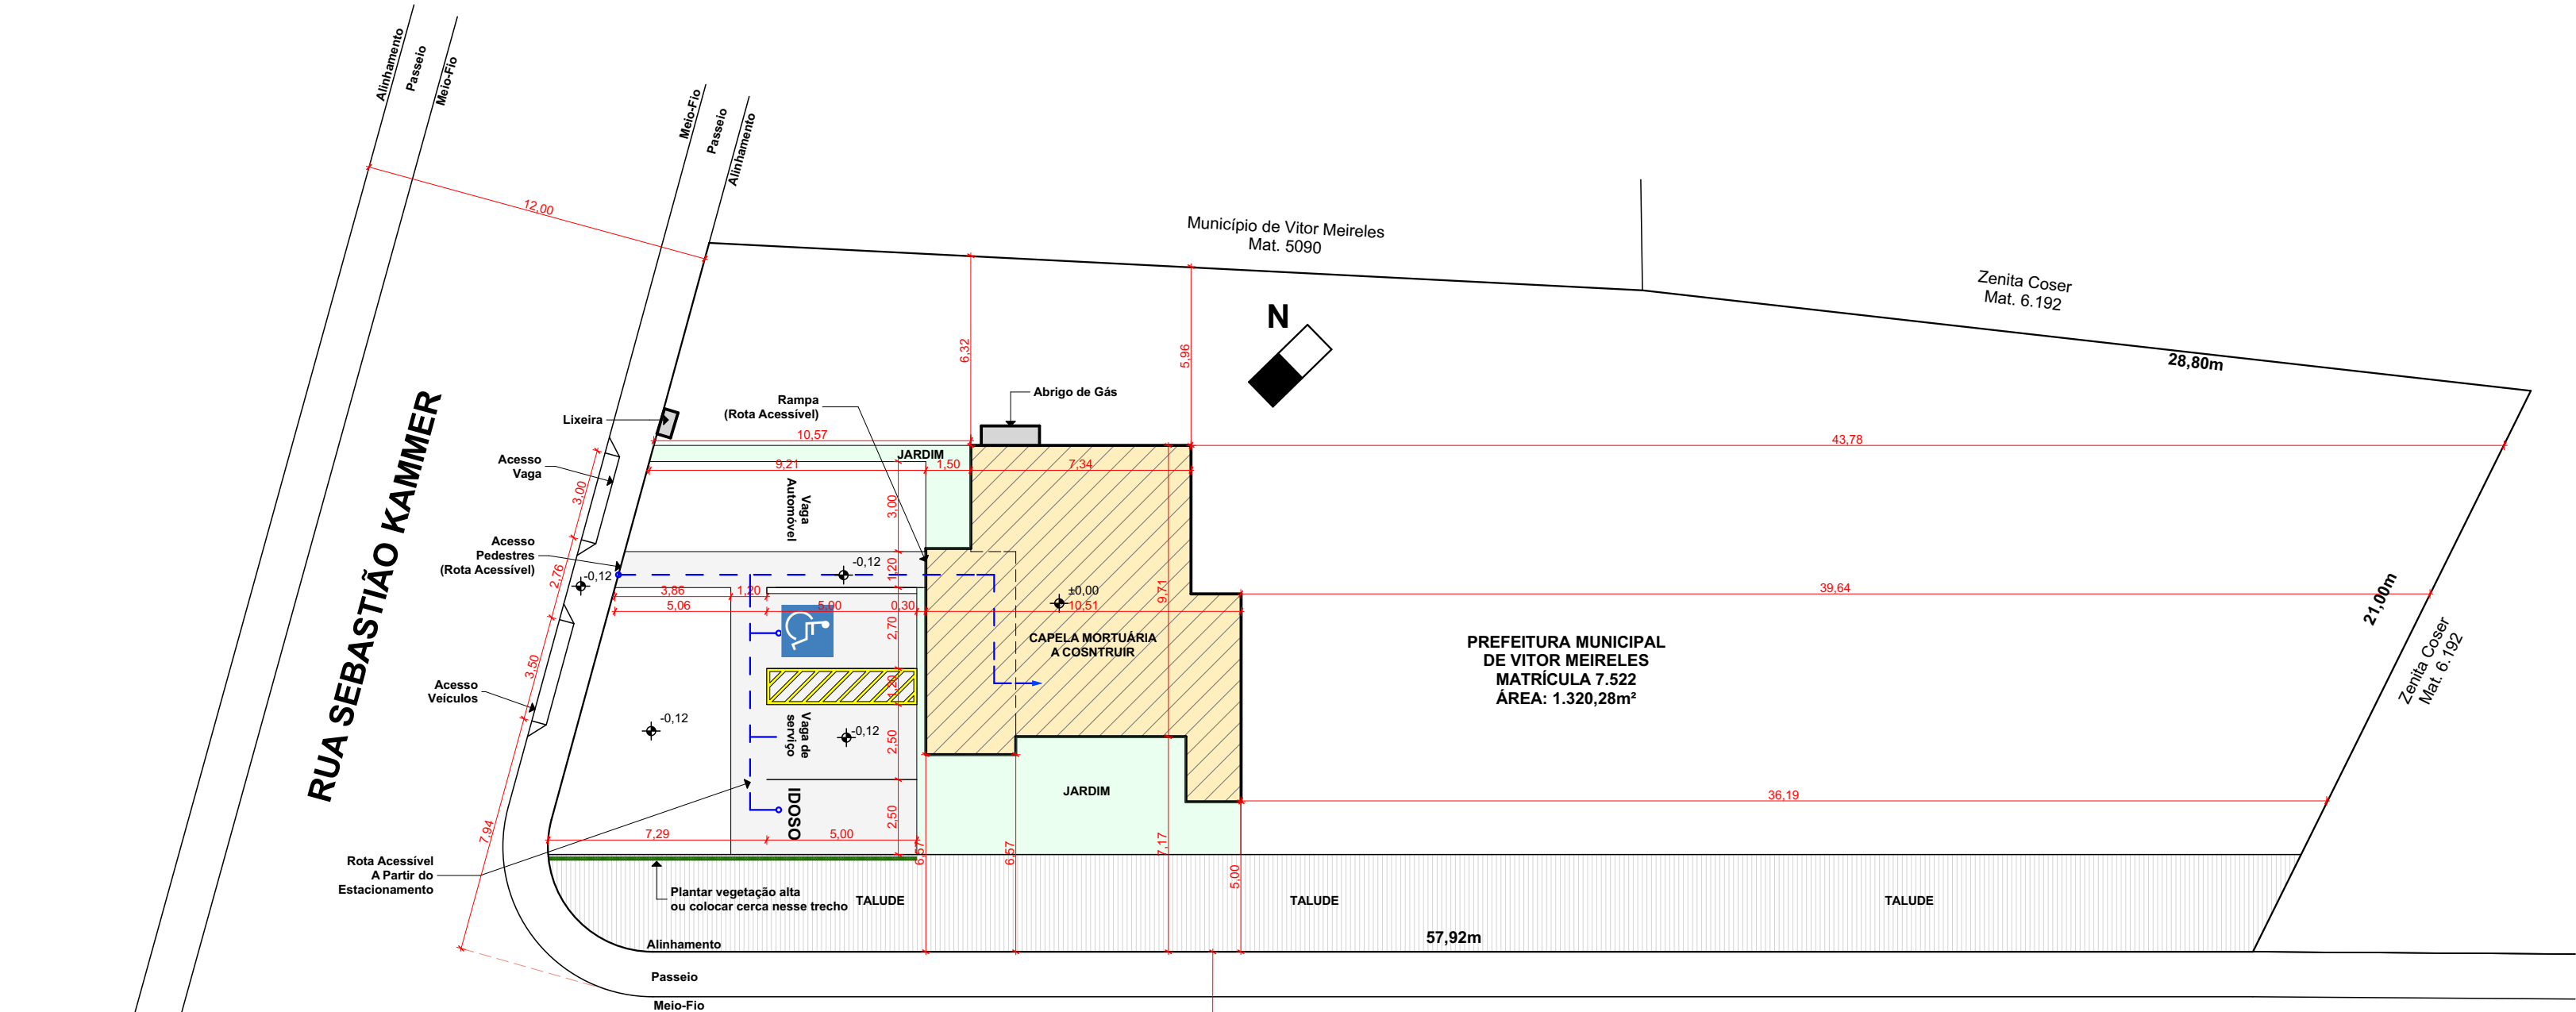 Alinhamento
Passeio
Meio-Fio
Meio-Fio
Passeio
Alinhamento
12,00
Município de Vitor Meireles
Mat. 5090
Zenita Coser
Mat. 6.192
28,80m
N
6,32
5,96
Abrigo de Gás
Rampa
(Rota Acessível)
Lixeira
10,57
43,78
JARDIM
9,21
1,50
7,34
Acesso
Vaga
3,00
Vaga
Automóvel
3,00
RUA SEBASTIÃO KAMMER
Acesso
Pedestres
(Rota Acessível)
2,76
-0,12
-0,12
1,20
3,86
1,20
5,06
5,00
0,30
±0,00
10,51
9,71
39,64
21,00m
Zenita Coser
Mat. 6.192
2,70
CAPELA MORTUÁRIA
A COSNTRUIR
PREFEITURA MUNICIPAL
DE VITOR MEIRELES
MATRÍCULA 7.522
ÁREA: 1.320,28m²
3,50
Acesso
Veículos
1,20
-0,12
Vaga de
serviço
-0,12
2,50
IDOSO
2,50
JARDIM
36,19
7,94
7,29
5,00
6,57
6,57
7,17
5,00
Rota Acessível
A Partir do
Estacionamento
Plantar vegetação alta
ou colocar cerca nesse trecho
TALUDE
TALUDE
TALUDE
57,92m
Alinhamento
Passeio
Meio-Fio